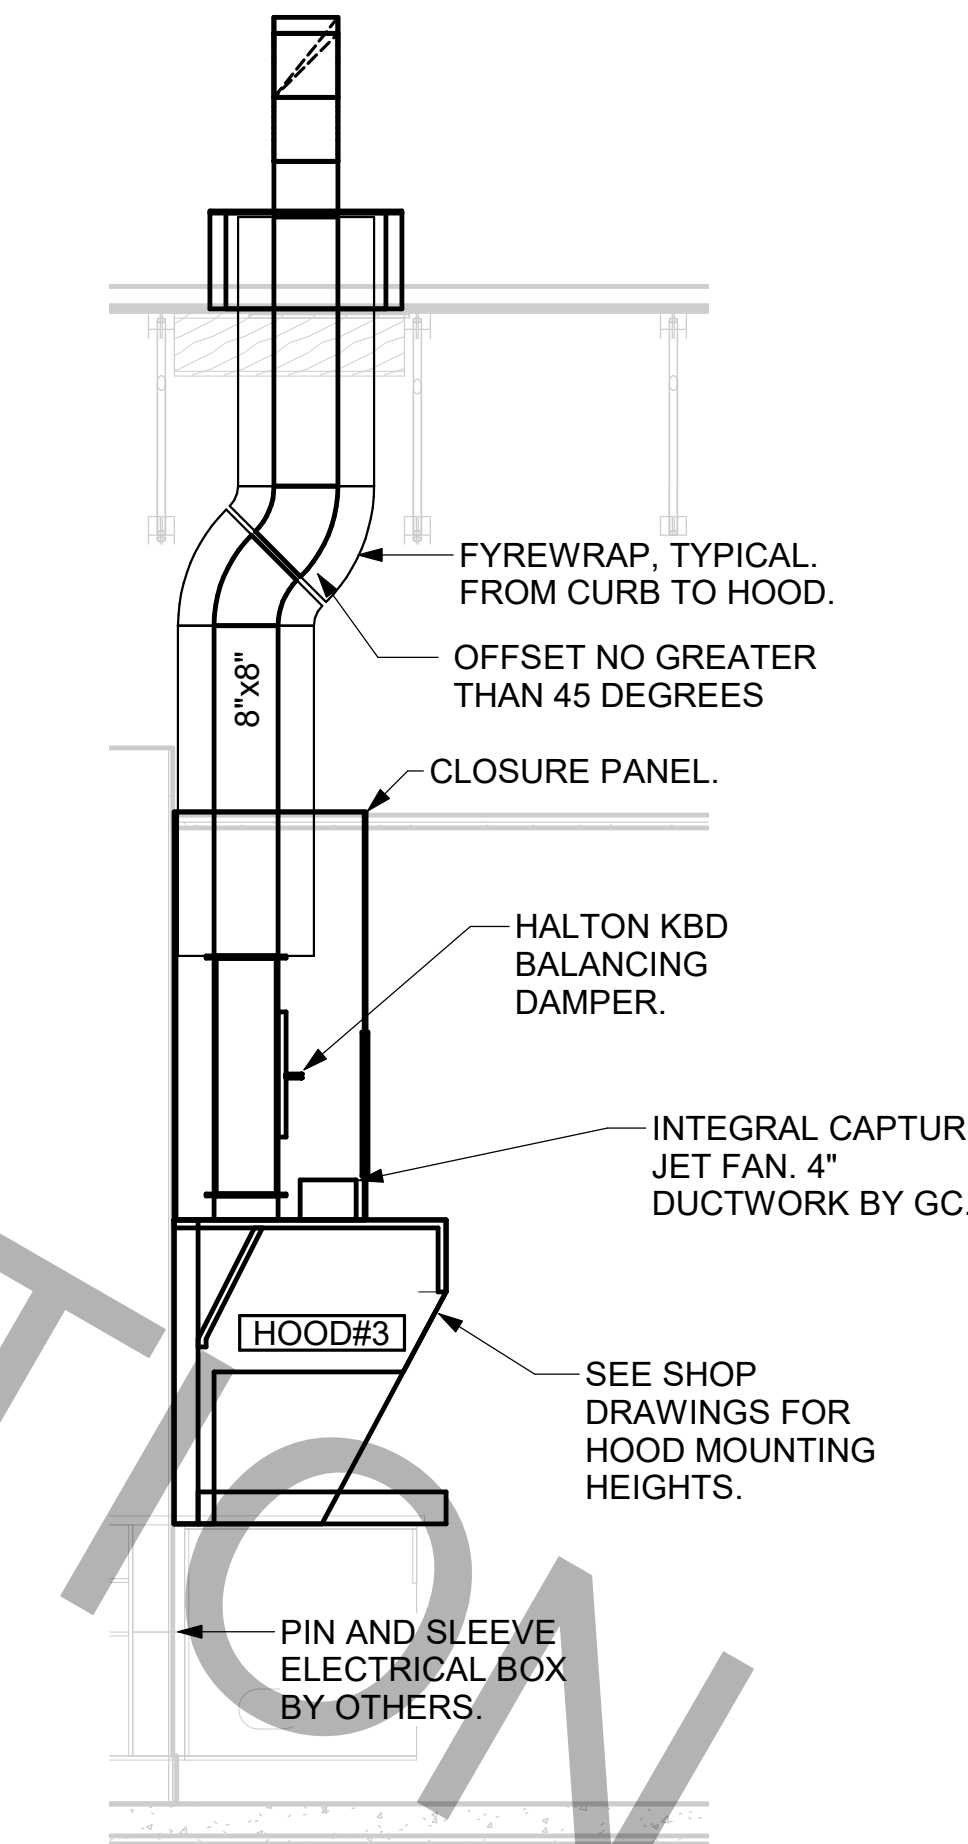 FYREWRAP, TYPICAL.
FROM CURB TO HOOD.
OFFSET NO GREATER
THAN 45 DEGREES
8"x8"
CLOSURE PANEL.
HALTON KBD
BALANCING
DAMPER.
INTEGRAL CAPTUR
JET FAN. 4"
DUCTWORK BY GC.
HOOD#3
SEE SHOP
DRAWINGS FOR
HOOD MOUNTING
HEIGHTS.
PIN AND SLEEVE
ELECTRICAL BOX
BY OTHERS.
TION